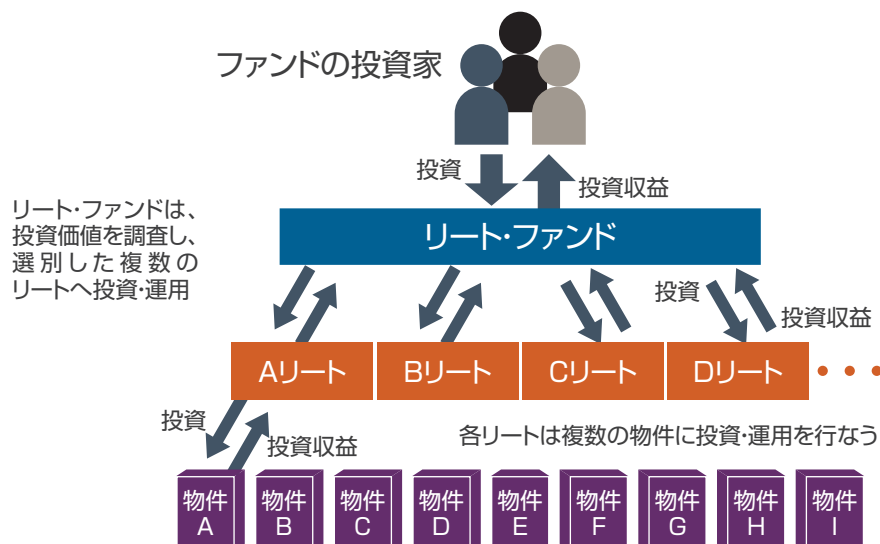 ファンドの投資家
投資
投資収益
リート・ファンドは、
投資価値を調査し、
選別した複数の
リートへ投資・運用
リート・ファンド
投資
投資収益
Aリート
Bリート
Cリート
Dリート
投資
投資収益
各リートは複数の物件に投資・運用を行なう
物件
A
物件
B
物件
C
物件
D
物件
E
物件
F
物件
G
物件
H
物件
I